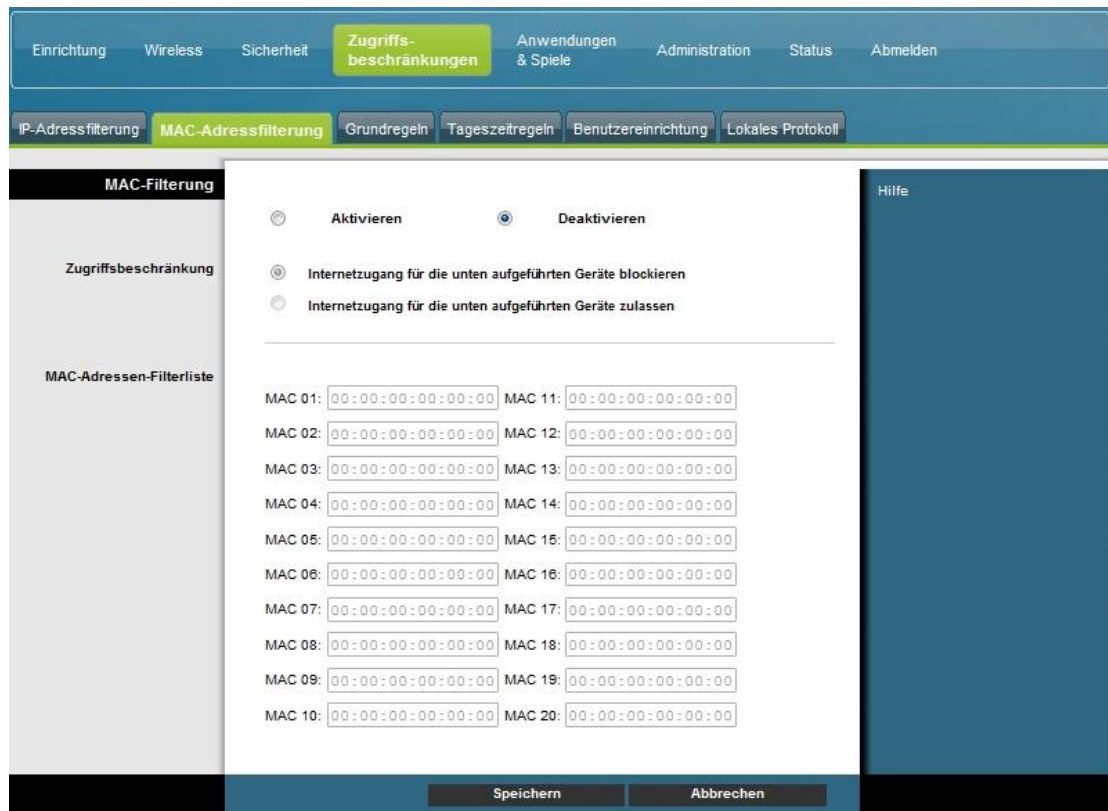 Einrichtung Wireless Sicherheit Zugriffs-beschränkungen Anwendungen & Spiele Administration Status Abmelden
IP-Adressfilterung MAC-Adressfilterung Grundregeln Tageszeitregeln Benutzereinrichtung Lokales Protokoll
MAC-Filterung
Hilfe
Aktivieren Deaktivieren
Zugriffsbeschränkung
Internetzugang für die unten aufgeführten Geräte blockieren
Internetzugang für die unten aufgeführten Geräte zulassen
MAC-Adressen-Filterliste
MAC 01: 00:00:00:00:00:00 MAC 11: 00:00:00:00:00:00
MAC 02: 00:00:00:00:00:00 MAC 12: 00:00:00:00:00:00
MAC 03: 00:00:00:00:00:00 MAC 13: 00:00:00:00:00:00
MAC 04: 00:00:00:00:00:00 MAC 14: 00:00:00:00:00:00
MAC 05: 00:00:00:00:00:00 MAC 15: 00:00:00:00:00:00
MAC 06: 00:00:00:00:00:00 MAC 16: 00:00:00:00:00:00
MAC 07: 00:00:00:00:00:00 MAC 17: 00:00:00:00:00:00
MAC 08: 00:00:00:00:00:00 MAC 18: 00:00:00:00:00:00
MAC 09: 00:00:00:00:00:00 MAC 19: 00:00:00:00:00:00
MAC 10: 00:00:00:00:00:00 MAC 20: 00:00:00:00:00:00
Speichern Abbrechen